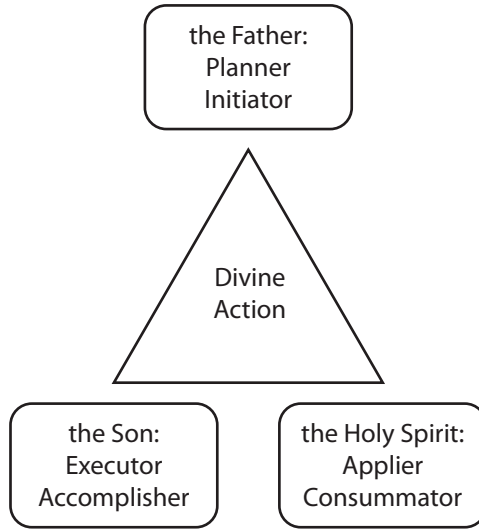 the Father:
Planner
Initiator
Divine
Action
the Son:
Executor
Accomplisher
the Holy Spirit:
Applier
Consummator